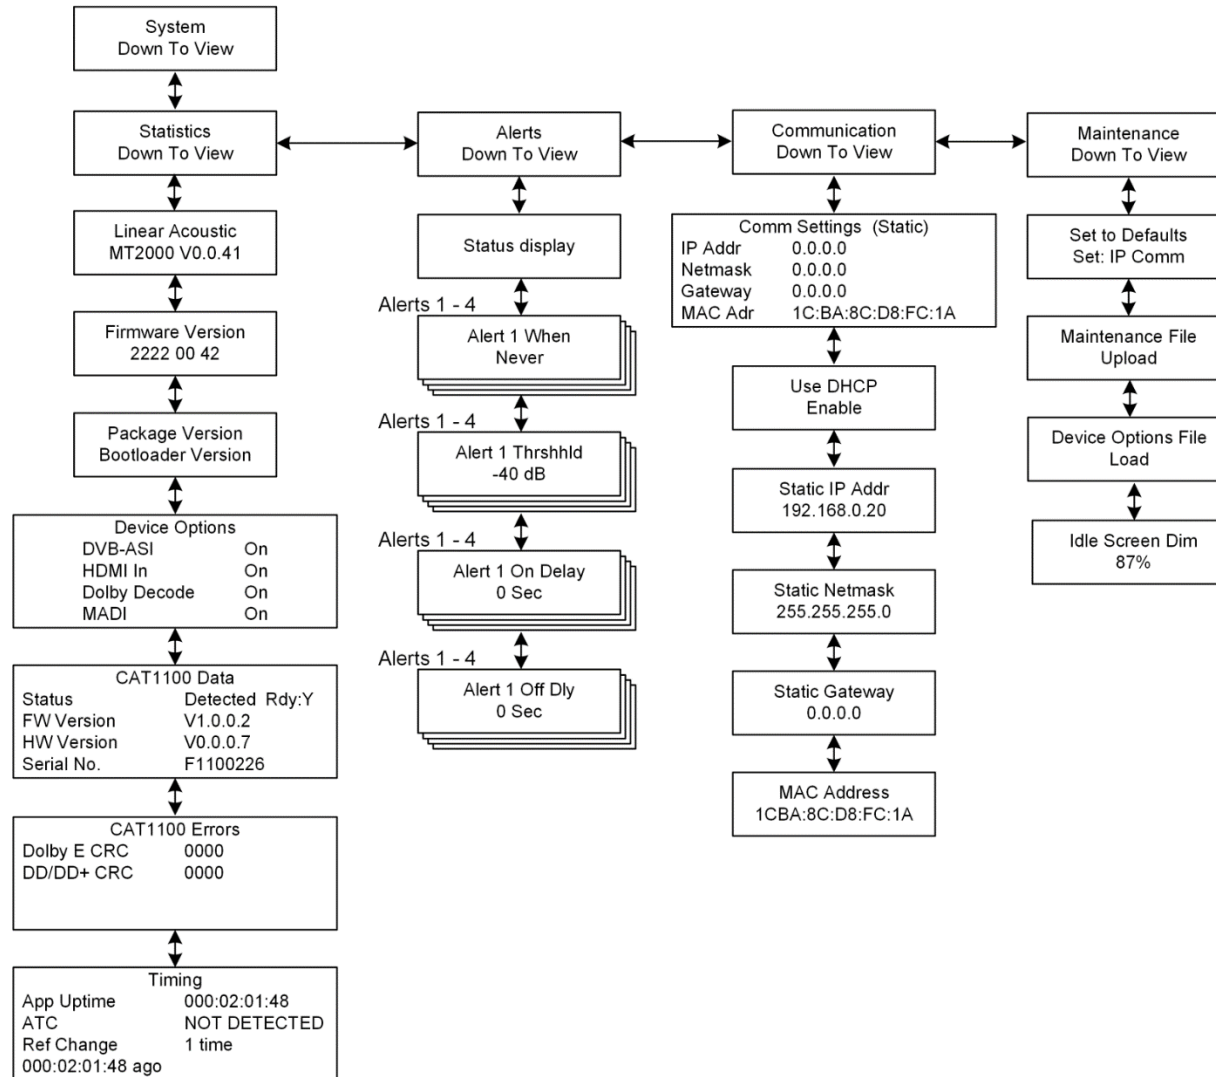 System
Down To View
Statistics
Down To View
Linear Acoustic
MT2000 V0.0.41
Firmware Version
2222 00 42
Package Version
Bootloader Version
Device Options
DVB-ASI On
HDMI In On
Dolby Decode On
MADI On
CAT1100 Data
Status Detected Rdy:Y
FW Version V1.0.0.2
HW Version V0.0.0.7
Serial No. F1100226
CAT1100 Errors
Dolby E CRC 0000
DD/DD+ CRC 0000
Timing
App Uptime 000:02:01:48
ATC NOT DETECTED
Ref Change 1 time
000:02:01:48 ago
Alerts
Down To View
Status display
Alerts 1 - 4
Alert 1 When
Never
Alerts 1 - 4
Alert 1 Thrshhld
-40 dB
Alerts 1 - 4
Alert 1 On Delay
0 Sec
Alerts 1 - 4
Alert 1 Off Dly
0 Sec
Communication
Down To View
Comm Settings (Static)
IP Addr 0.0.0.0
Netmask 0.0.0.0
Gateway 0.0.0.0
MAC Adr 1C:BA:8C:D8:FC:1A
Use DHCP
Enable
Static IP Addr
192.168.0.20
Static Netmask
255.255.255.0
Static Gateway
0.0.0.0
MAC Address
1CBA:8C:D8:FC:1A
Maintenance
Down To View
Set to Defaults
Set: IP Comm
Maintenance File
Upload
Device Options File
Load
Idle Screen Dim
87%